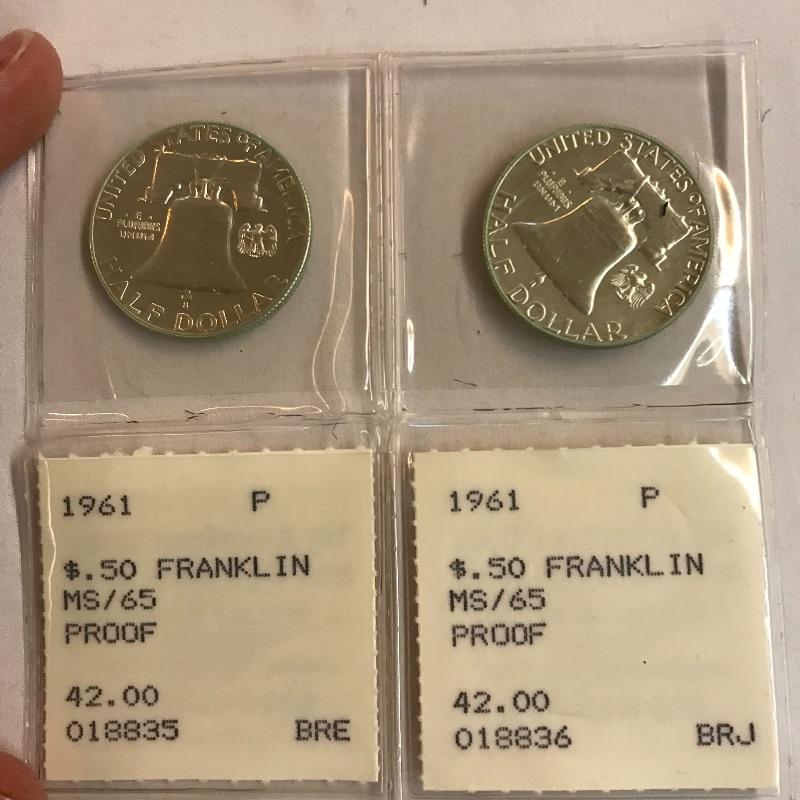 UNITED STATES OF AMERICA
E
PLURIBUS
UNUM
HALF DOLLAR
UNITED STATES OF AMERICA
E
PLURIBUS
UNUM
HALF DOLLAR
1961 P
$.50 FRANKLIN
MS/65
PROOF
42.00
018835 BRE
1961 P
$.50 FRANKLIN
MS/65
PROOF
42.00
018836 BRJ